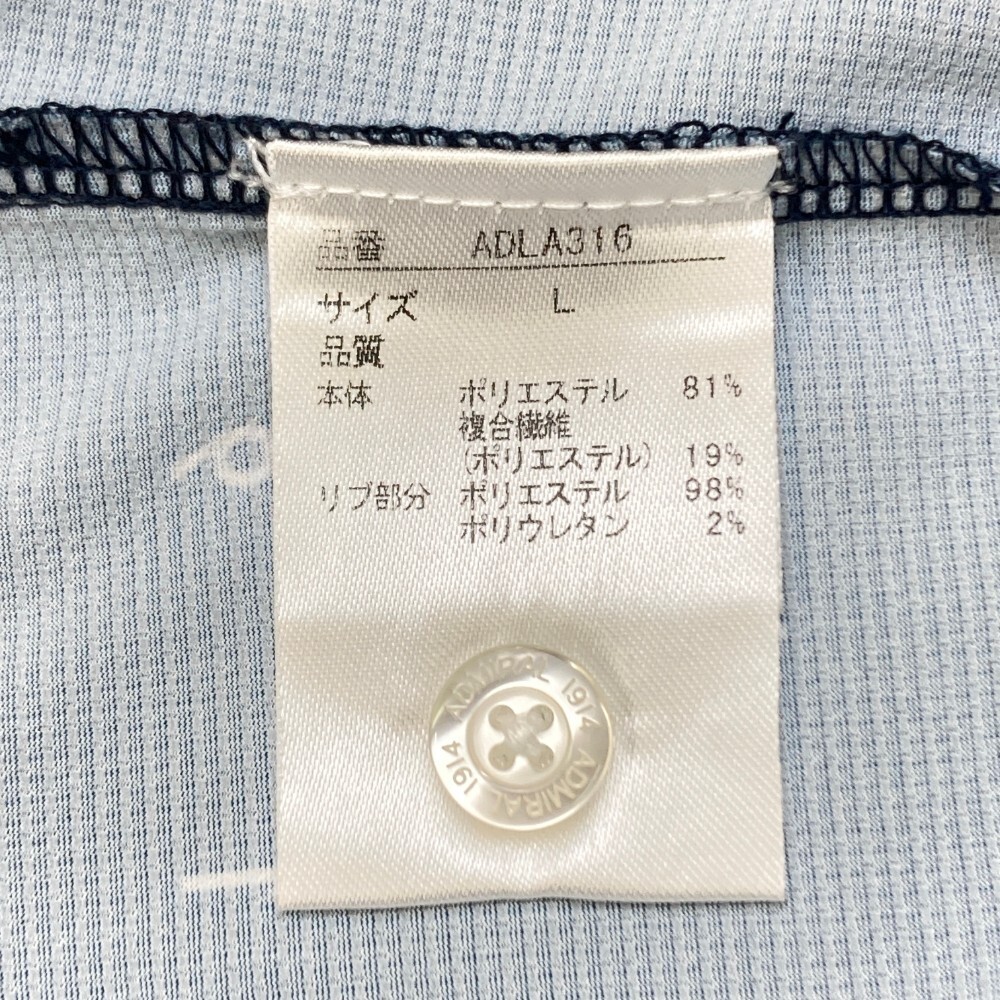 品番 ADLA316
サイズ L
品質
本体 ポリエステル 81%
複合繊維
(ポリエステル) 19%
リブ部分 ポリエステル 98%
ポリウレタン 2%
ADMIRAL 1914 ADMIRAL 1914